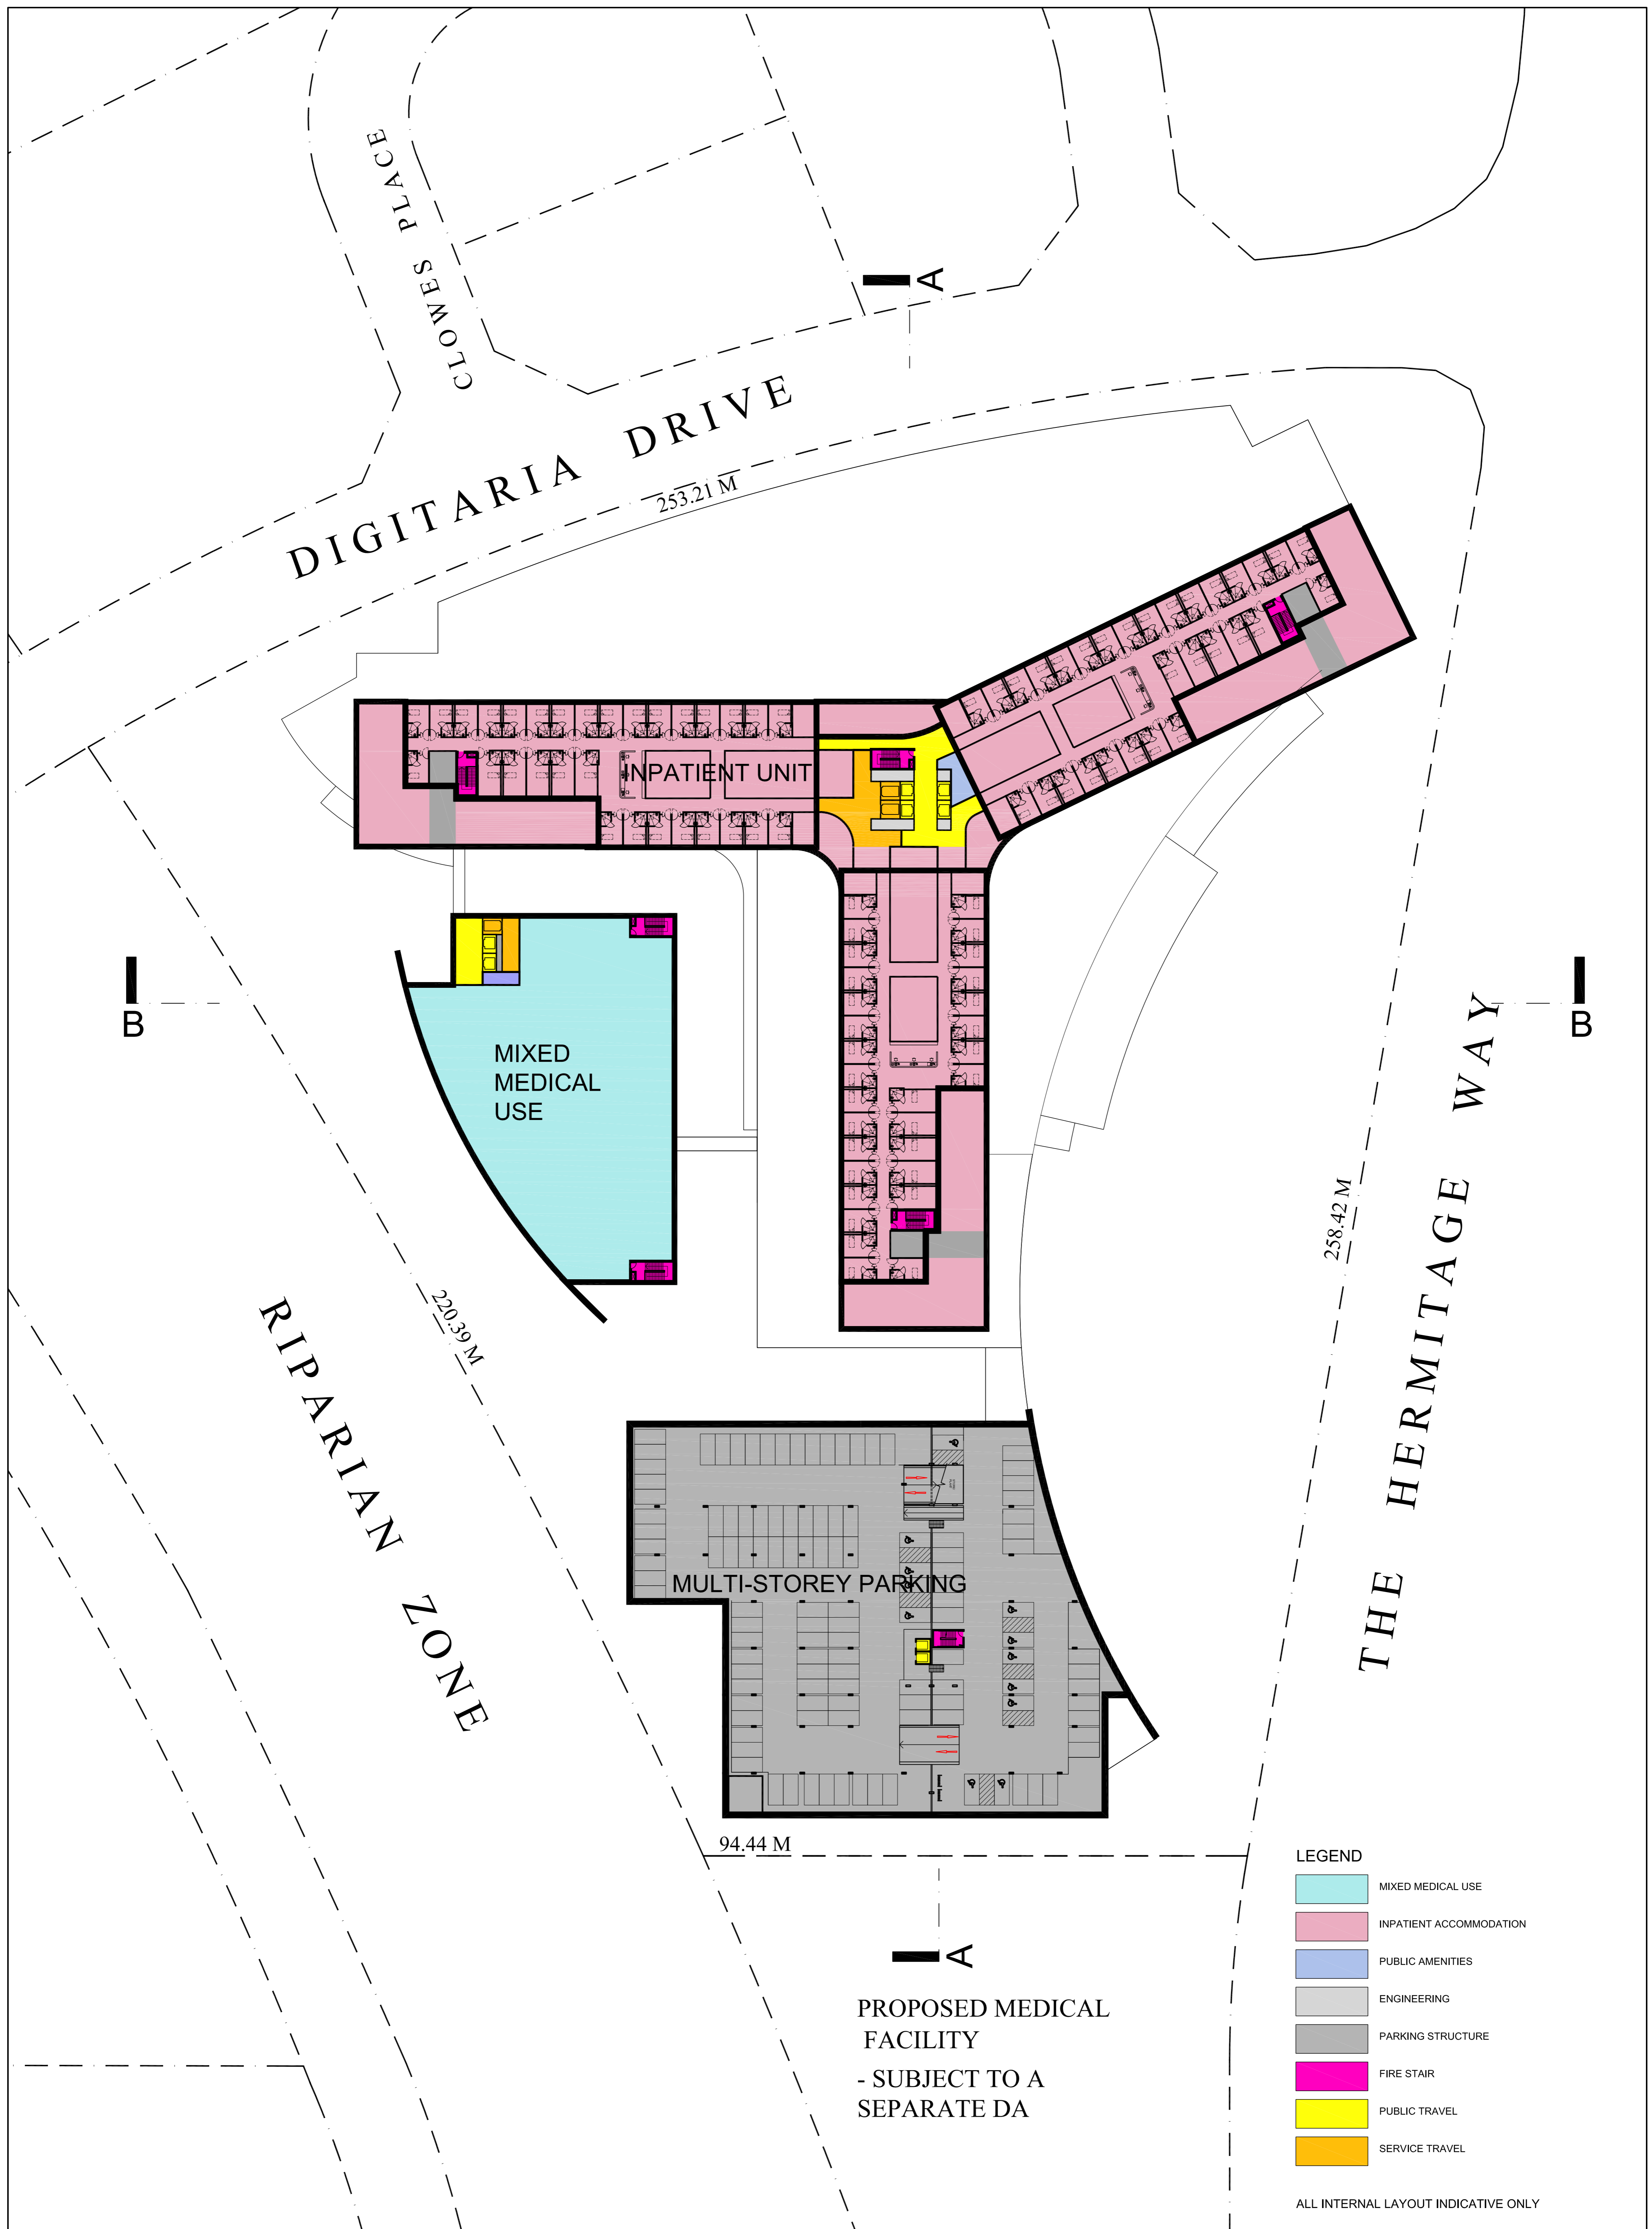 CLOWES PLACE
A
DIGITARIA DRIVE
253.21 M
INPATIENT UNIT
B
B
MIXED
MEDICAL
USE
THE HERMITAGE WAY
258.42 M
220.39 M
RIPARIAN ZONE
MULTI-STOREY PARKING
94.44 M
A
PROPOSED MEDICAL
FACILITY
- SUBJECT TO A
SEPARATE DA
LEGEND
MIXED MEDICAL USE
INPATIENT ACCOMMODATION
PUBLIC AMENITIES
ENGINEERING
PARKING STRUCTURE
FIRE STAIR
PUBLIC TRAVEL
SERVICE TRAVEL
ALL INTERNAL LAYOUT INDICATIVE ONLY